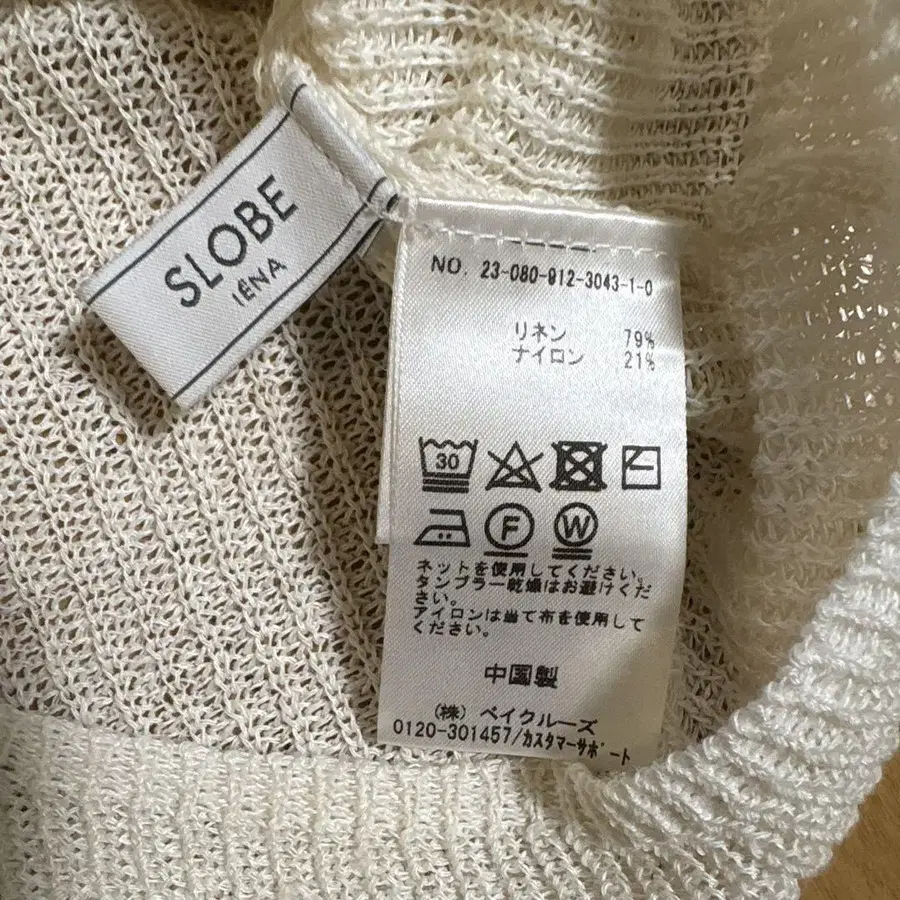 SLOBE
IÉNA
NO. 23-080-912-3043-1-0
リネン 79%
ナイロン 21%
30
F W
ネットを使用してください。
タンブラー乾燥はお避けくだ
さい。
アイロンは当て布を使用して
ください。
中国製
(株) ベイクルーズ
0120-301457/カスタマーサポート